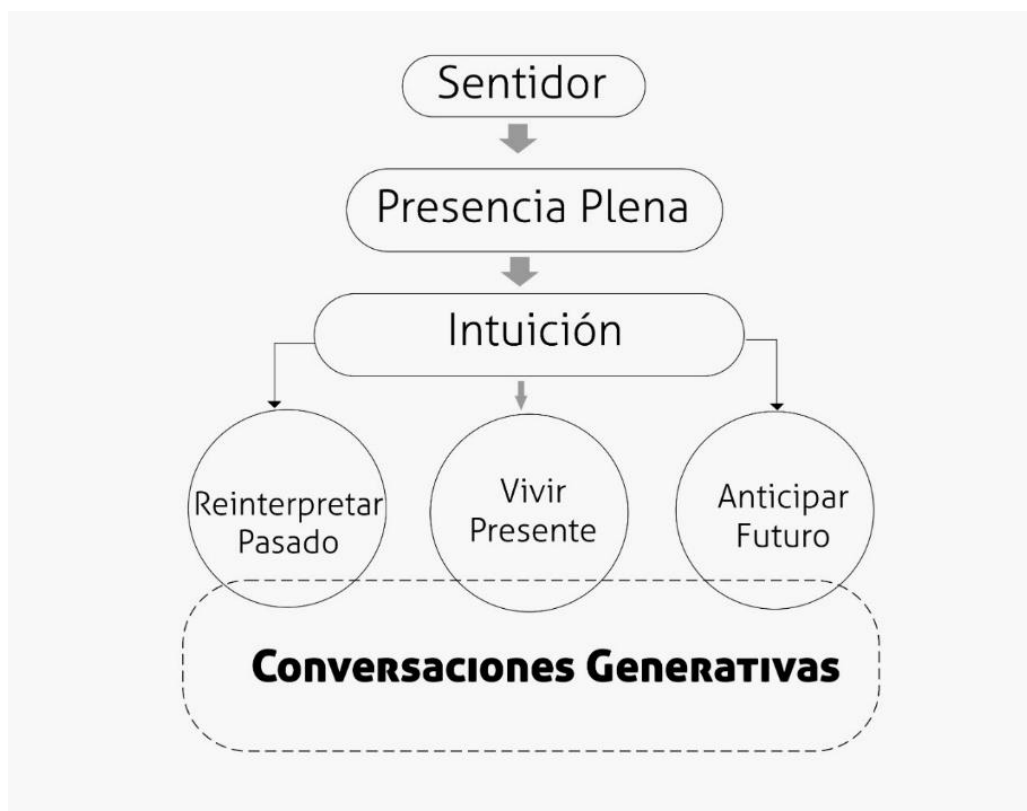 Sentidor
Presencia Plena
Intuición
Reinterpretar
Pasado
Vivir
Presente
Anticipar
Futuro
Conversaciones Generativas